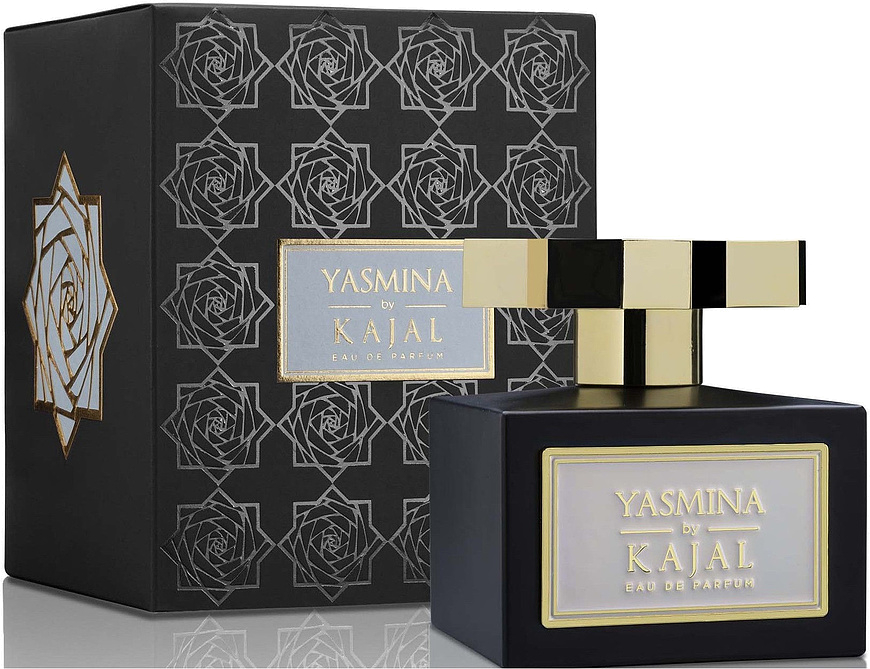 YASMINA
by
KAJAL
EAU DE PARFUM
YASMINA
by
KAJAL
EAU DE PARFUM